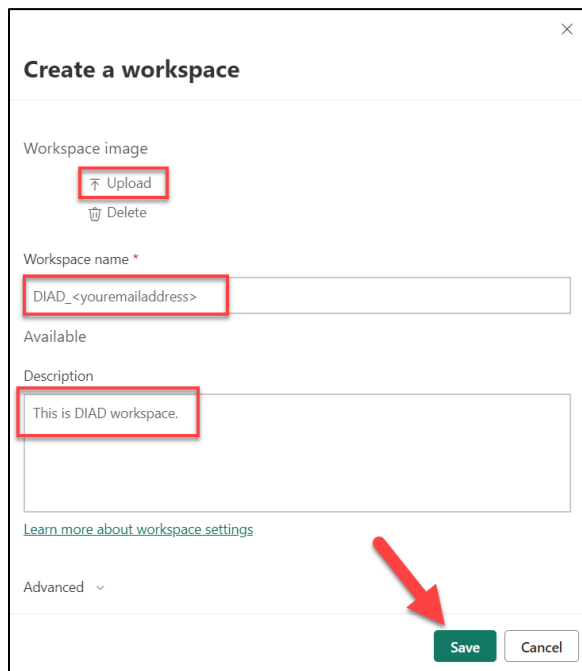 Create a workspace
Workspace image
Upload
Delete
Workspace name *
DIAD_<youremailaddress>
Available
Description
This is DIAD workspace.
Learn more about workspace settings
Advanced
Save Cancel